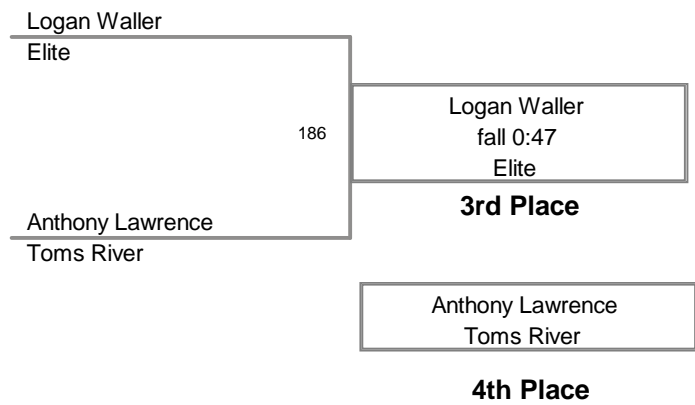 Logan Waller
Elite
186
Logan Waller
fall 0:47
Elite
3rd Place
Anthony Lawrence
Toms River
Anthony Lawrence
Toms River
4th Place